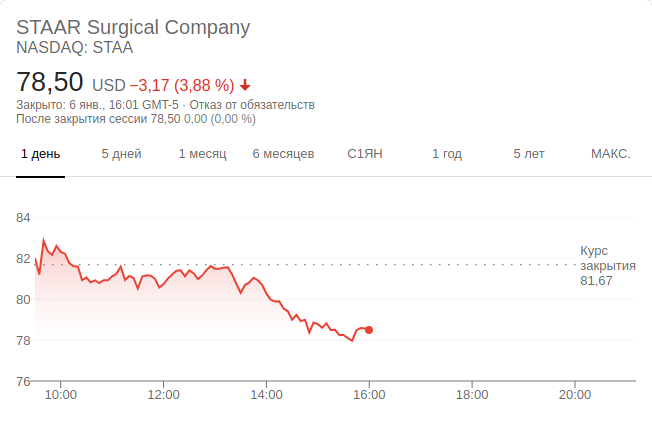 STAAR Surgical Company
NASDAQ: STAA
78,50 USD −3,17 (3,88 %)
Закрыто: 6 янв., 16:01 GMT-5 · Отказ от обязательств
После закрытия сессии 78,50 0,00 (0,00 %)
1 день 5 дней 1 месяц 6 месяцев С1ЯН 1 год 5 лет МАКС.
84
82
80
78
76
Курс
закрытия
81,67
10:00 12:00 14:00 16:00 18:00 20:00